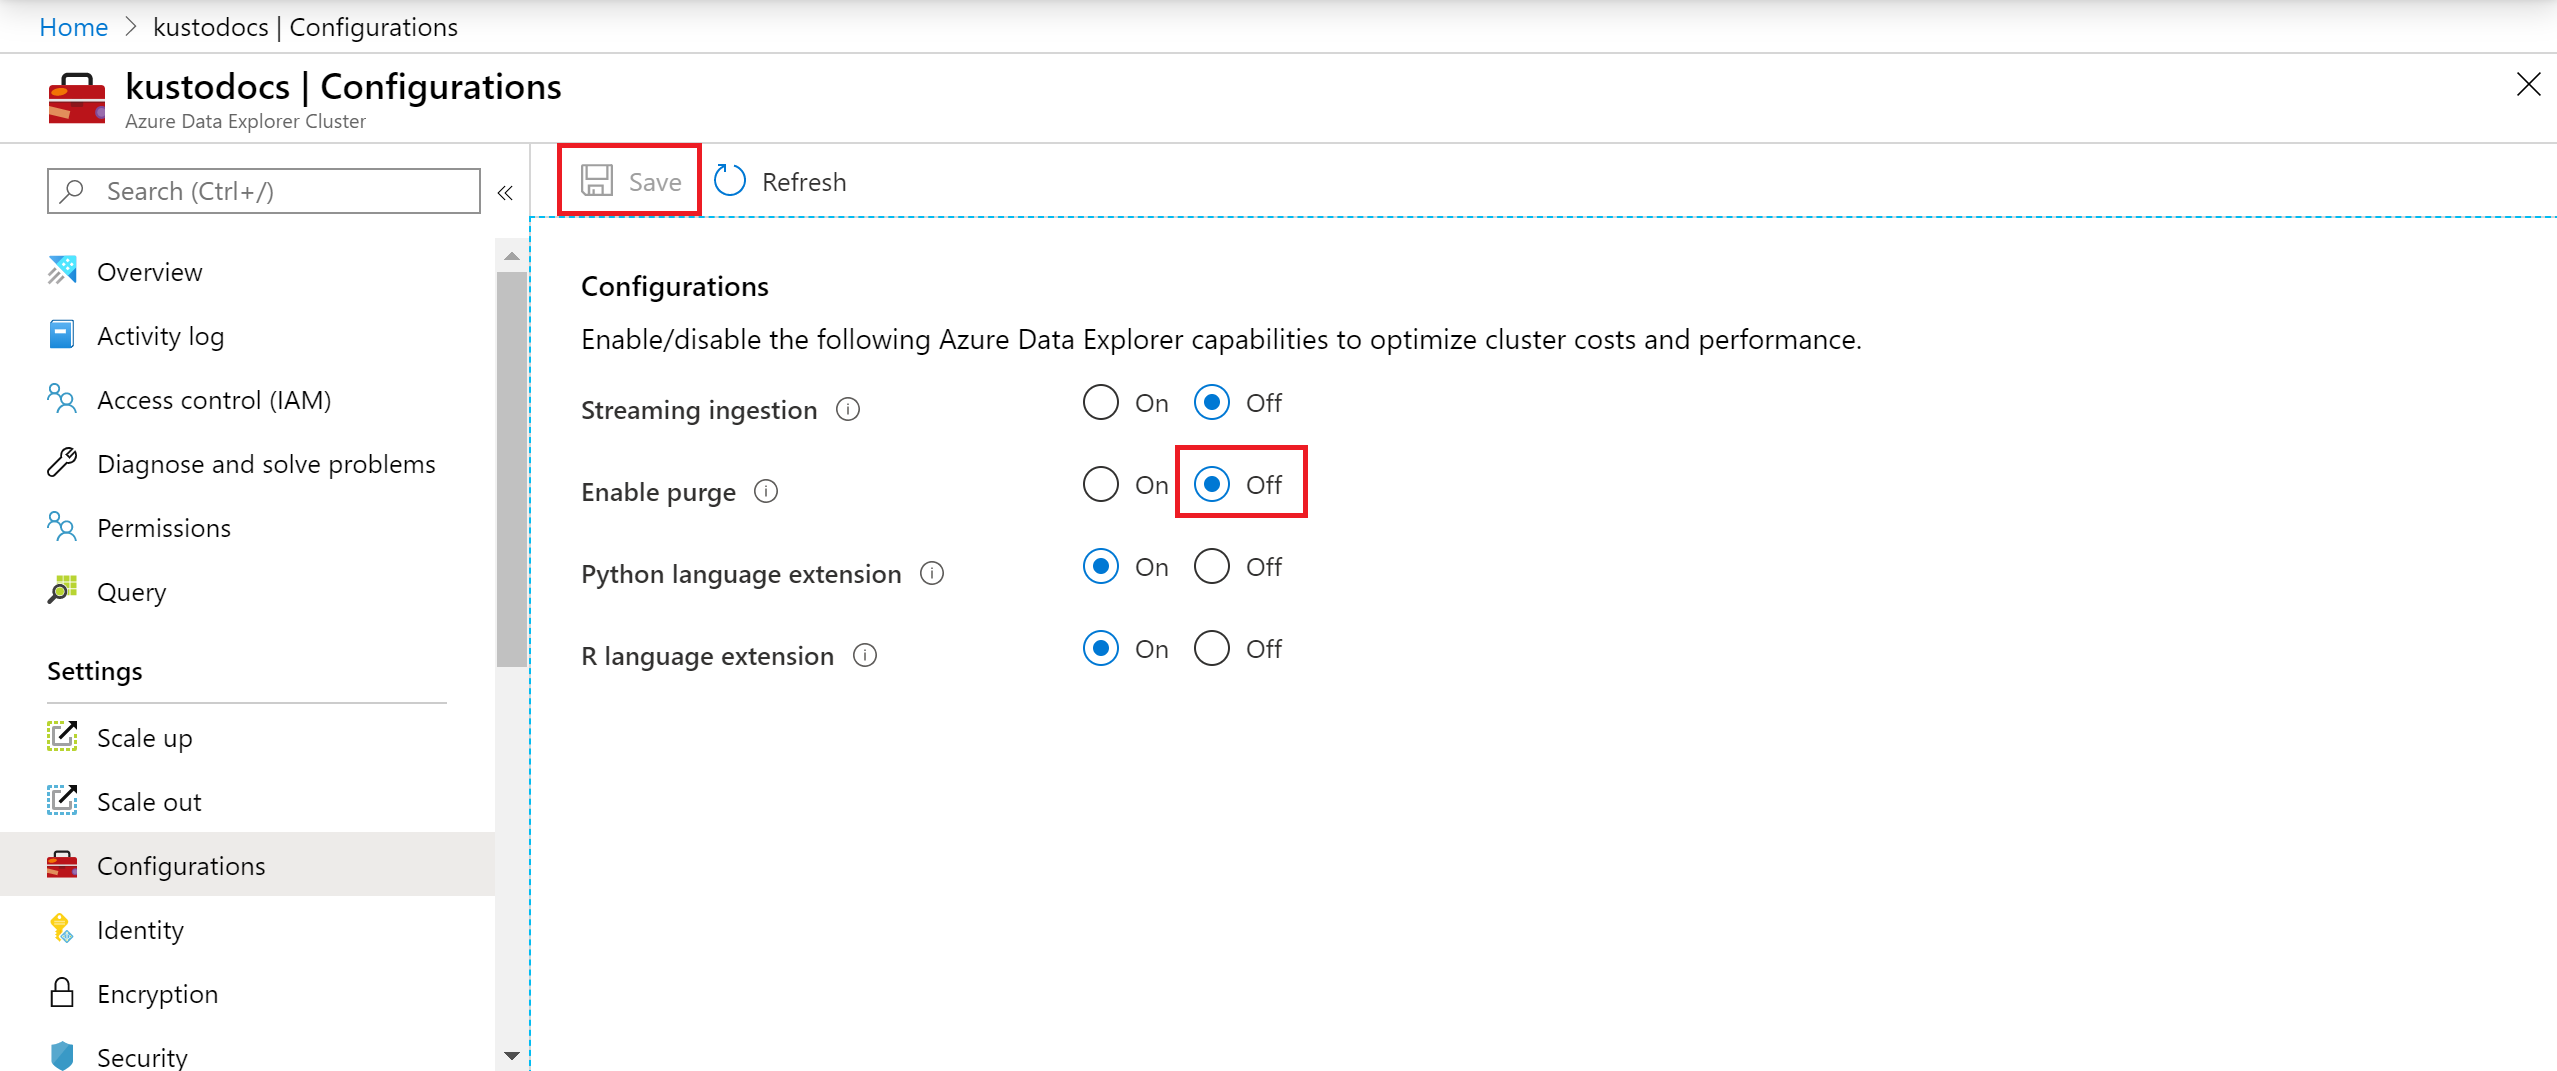 Home > kustodocs | Configurations
kustodocs | Configurations
Azure Data Explorer Cluster
Search (Ctrl+/)
«
Save
Refresh
Overview
Activity log
Access control (IAM)
Diagnose and solve problems
Permissions
Query
Settings
Scale up
Scale out
Configurations
Identity
Encryption
Security
Configurations
Enable/disable the following Azure Data Explorer capabilities to optimize cluster costs and performance.
Streaming ingestion On Off
Enable purge On Off
Python language extension On Off
R language extension On Off